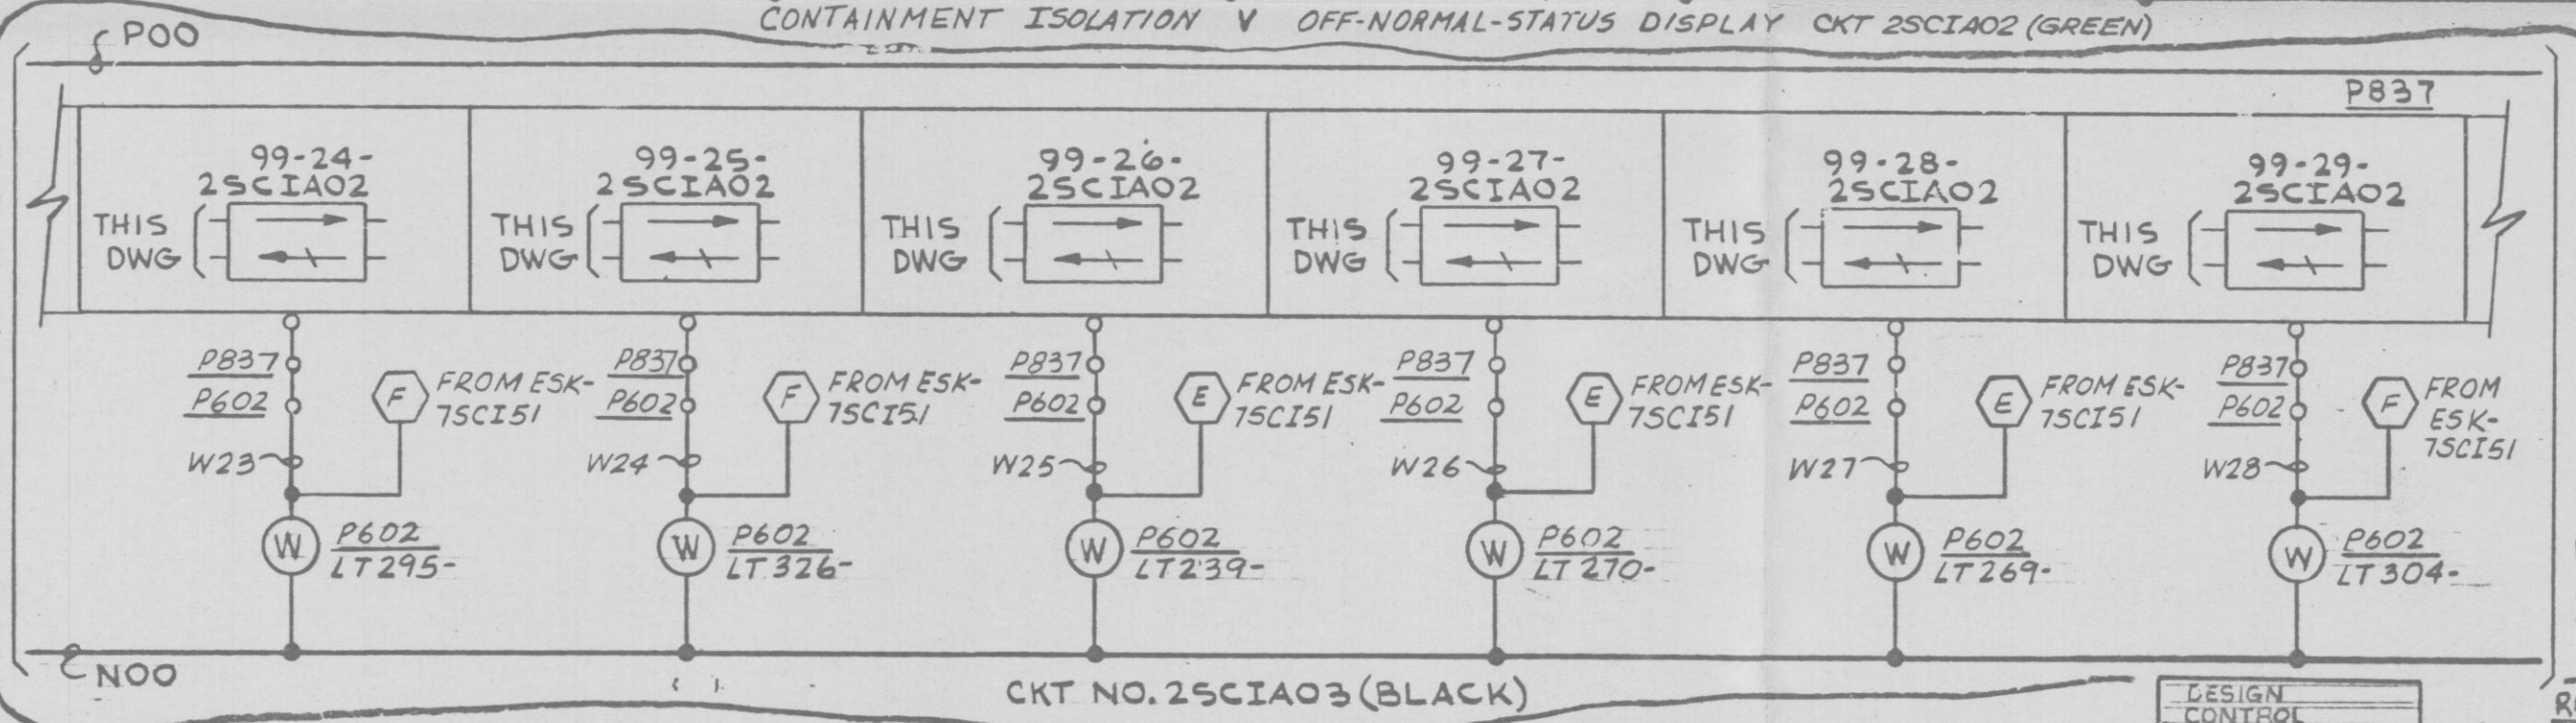 CONTAINMENT ISOLATION V OFF-NORMAL-STATUS DISPLAY CKT 2SCIA02 (GREEN)
P00
P837
99-24-
2SCIA02
THIS
DWG
99-25-
2SCIA02
THIS
DWG
99-26-
2SCIA02
THIS
DWG
99-27-
2SCIA02
THIS
DWG
99-28-
2SCIA02
THIS
DWG
99-29-
2SCIA02
THIS
DWG
P837
P602
F
FROM ESK-
7SCI51
W23
W
P602
LT295-
P837
P602
F
FROM ESK-
7SCI51
W24
W
P602
LT326-
P837
P602
E
FROM ESK-
7SCI51
W25
W
P602
LT239-
P837
P602
E
FROM ESK-
7SCI51
W26
W
P602
LT270-
P837
P602
E
FROM ESK-
7SCI51
W27
W
P602
LT269-
P837
P602
F
FROM
ESK-
7SCI51
W28
W
P602
LT304-
N00
CKT NO. 2SCIA03 (BLACK)
DESIGN
CONTROL
R